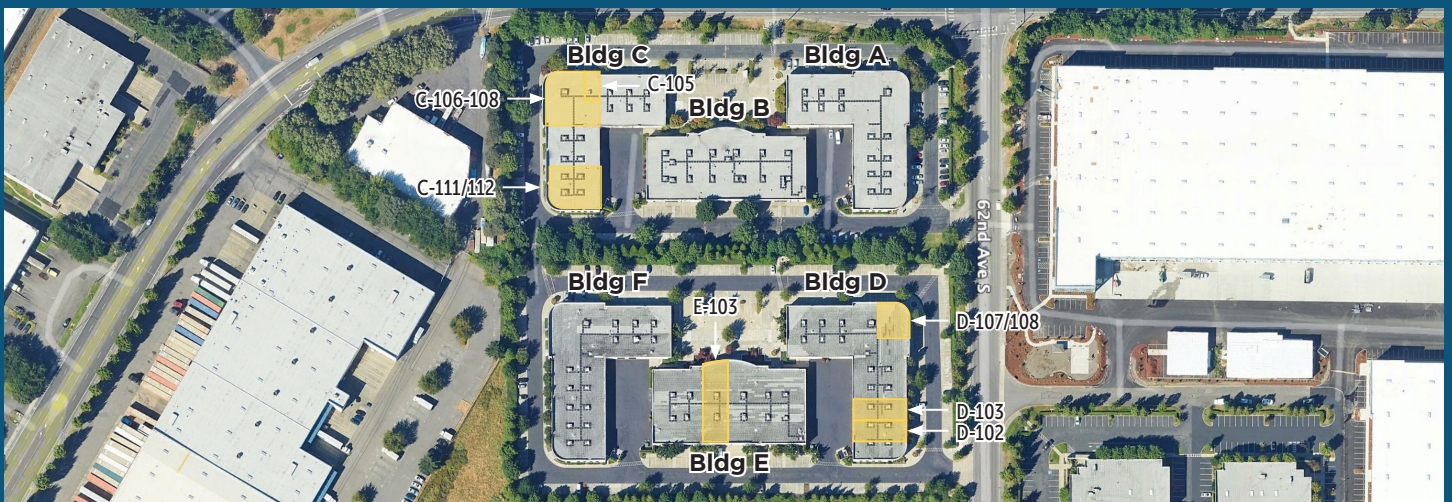 Bldg C
Bldg A
C-105
C-106-108
Bldg B
C-111/112
62nd Ave S
Bldg F
Bldg D
E-103
D-107/108
D-103
D-102
Bldg E